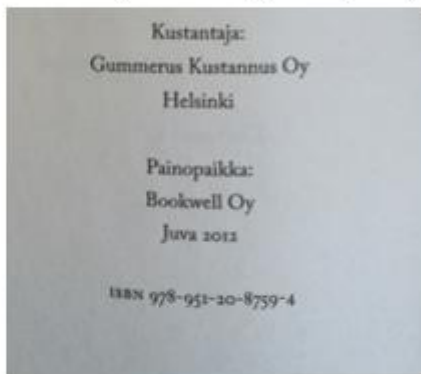 Kustantaja:
Gummerus Kustannus Oy
Helsinki
Painopaikka:
Bookwell Oy
Juva 2012
ISBN 978-951-20-8759-4